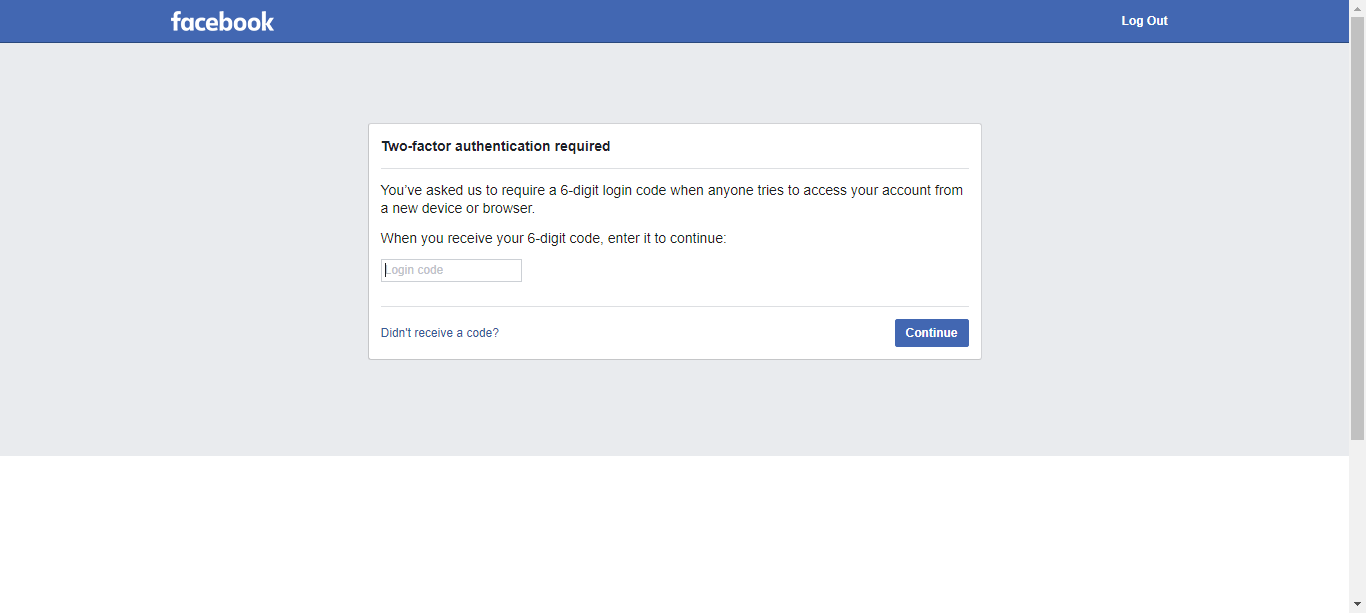 facebook
Log Out
Two-factor authentication required
You've asked us to require a 6-digit login code when anyone tries to access your account from
a new device or browser.
When you receive your 6-digit code, enter it to continue:
Login code
Didn't receive a code?
Continue